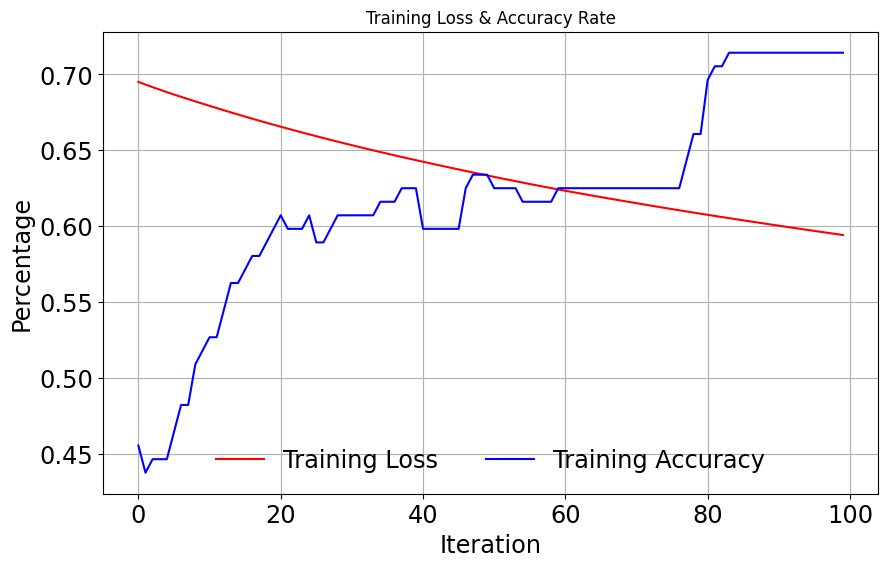 Training Loss & Accuracy Rate
0.70
0.65
0.60
0.55
0.50
0.45
Percentage
Training Loss Training Accuracy
0 20 40 60 80 100
Iteration